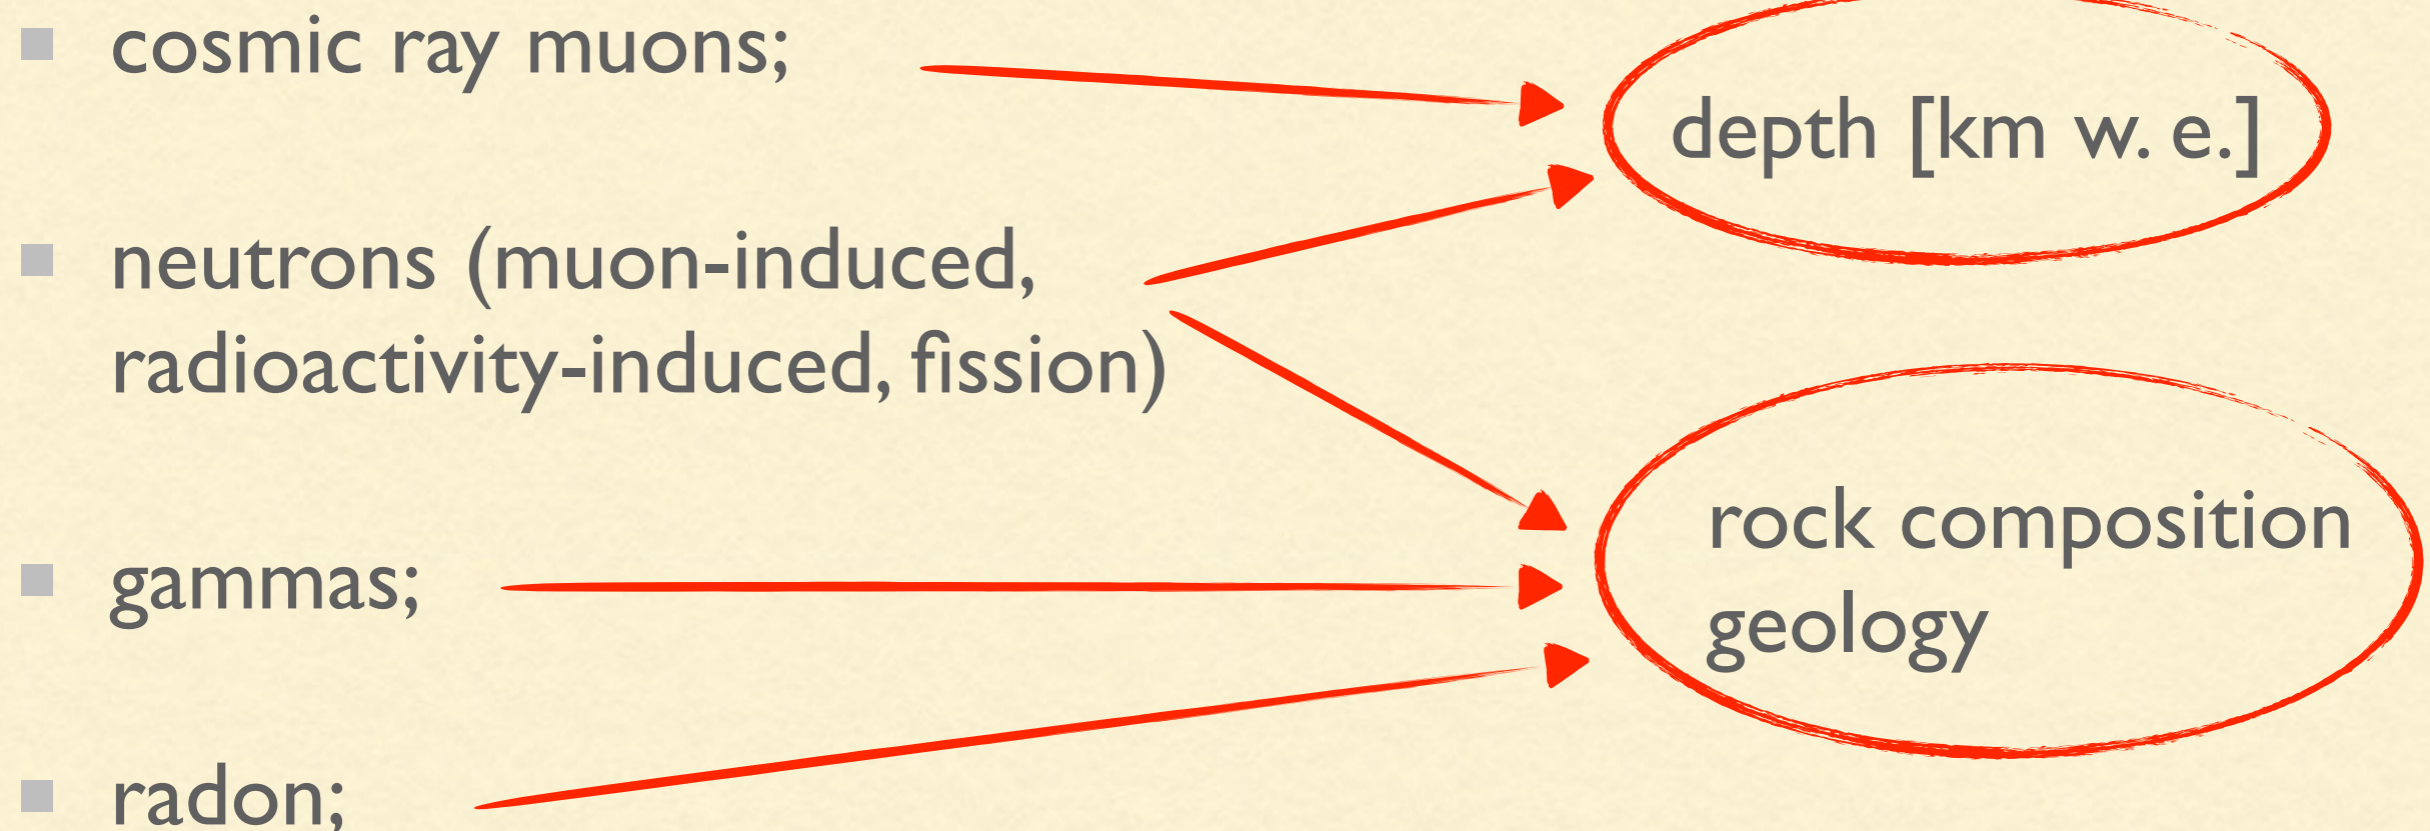 cosmic ray muons;
depth [km w. e.]
neutrons (muon-induced,
radioactivity-induced, fission)
rock composition
geology
gammas;
radon;